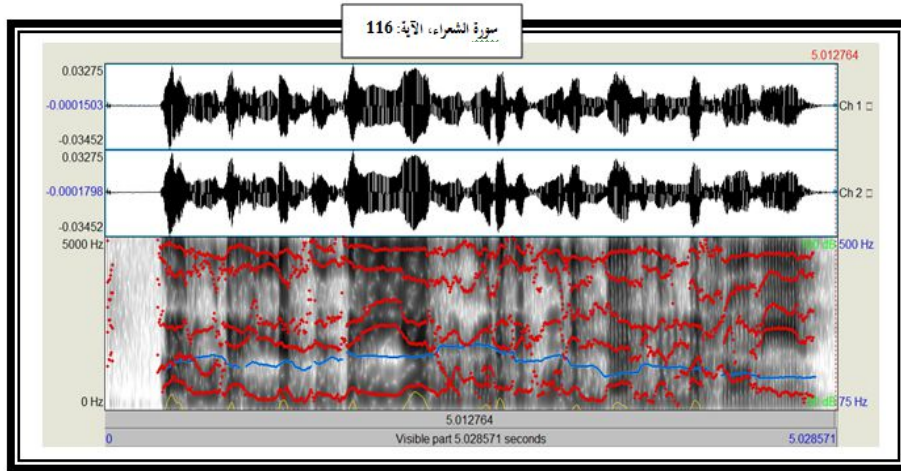 سورة الشعراء، الآية: 116
5.012764
0.03275
-0.0001503
-0.03452
Ch 1
0.03275
-0.0001798
-0.03452
Ch 2
5000 Hz
500 Hz
0 Hz
75 Hz
5.012764
0 Visible part 5.028571 seconds 5.028571